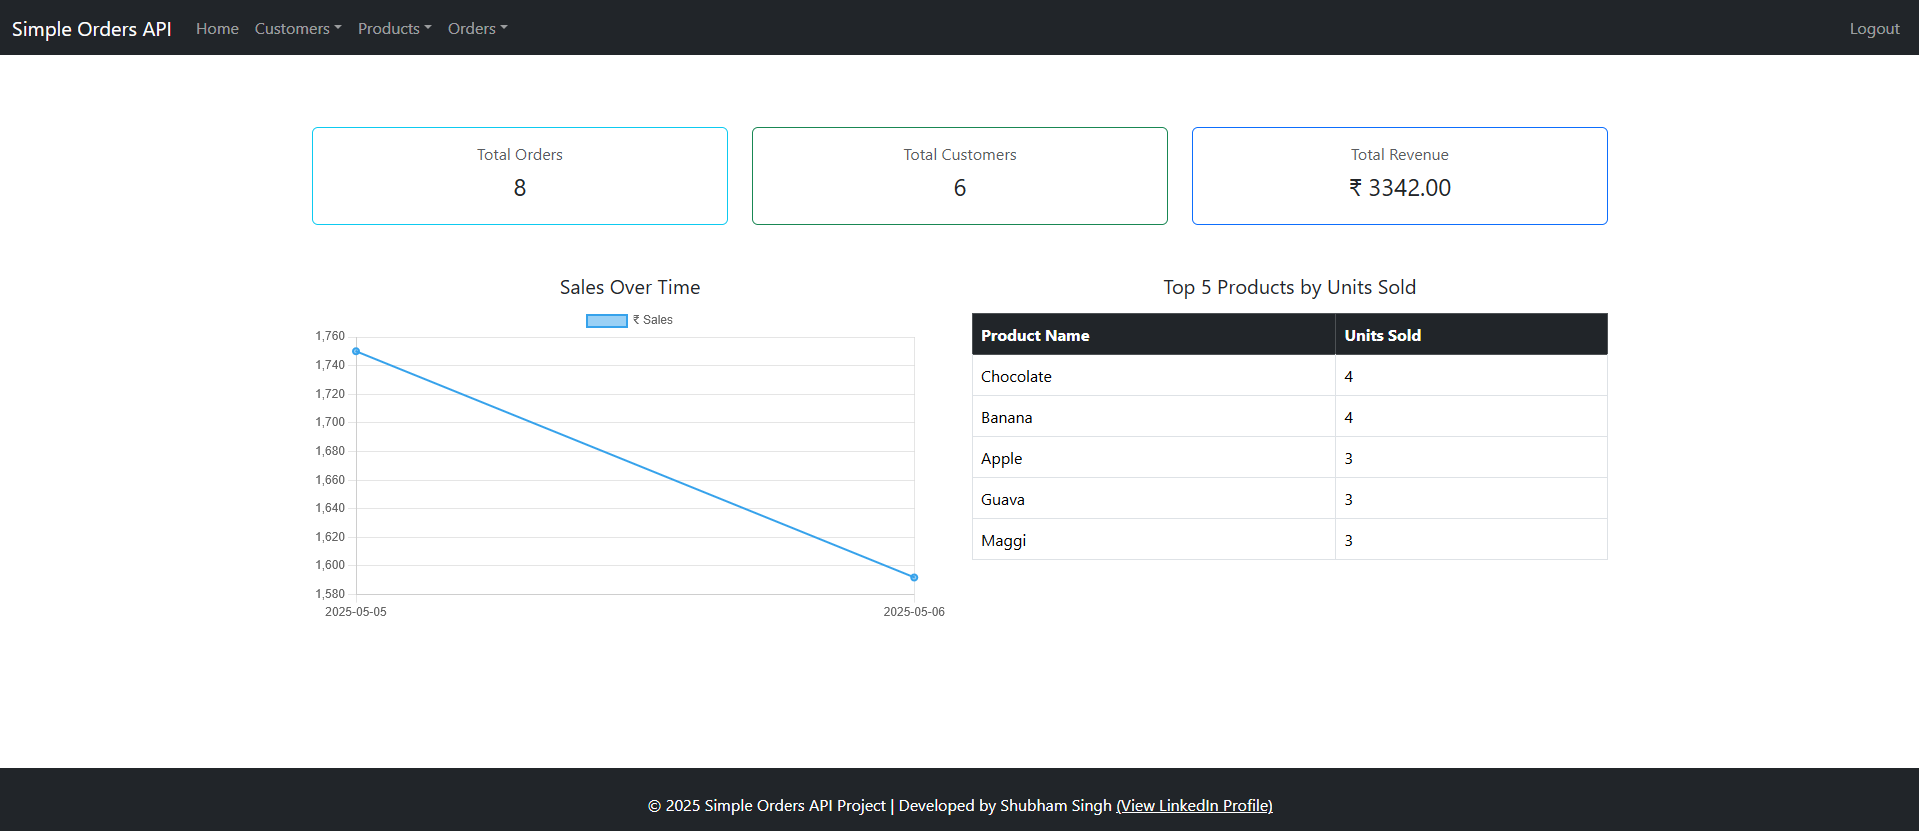 Simple Orders API Home Customers Products Orders Logout
Total Orders
8
Total Customers
6
Total Revenue
₹ 3342.00
Sales Over Time
₹ Sales
1,760
1,740
1,720
1,700
1,680
1,660
1,640
1,620
1,600
1,580
2025-05-05 2025-05-06
Top 5 Products by Units Sold
Product Name Units Sold
Chocolate 4
Banana 4
Apple 3
Guava 3
Maggi 3
© 2025 Simple Orders API Project | Developed by Shubham Singh (View LinkedIn Profile)